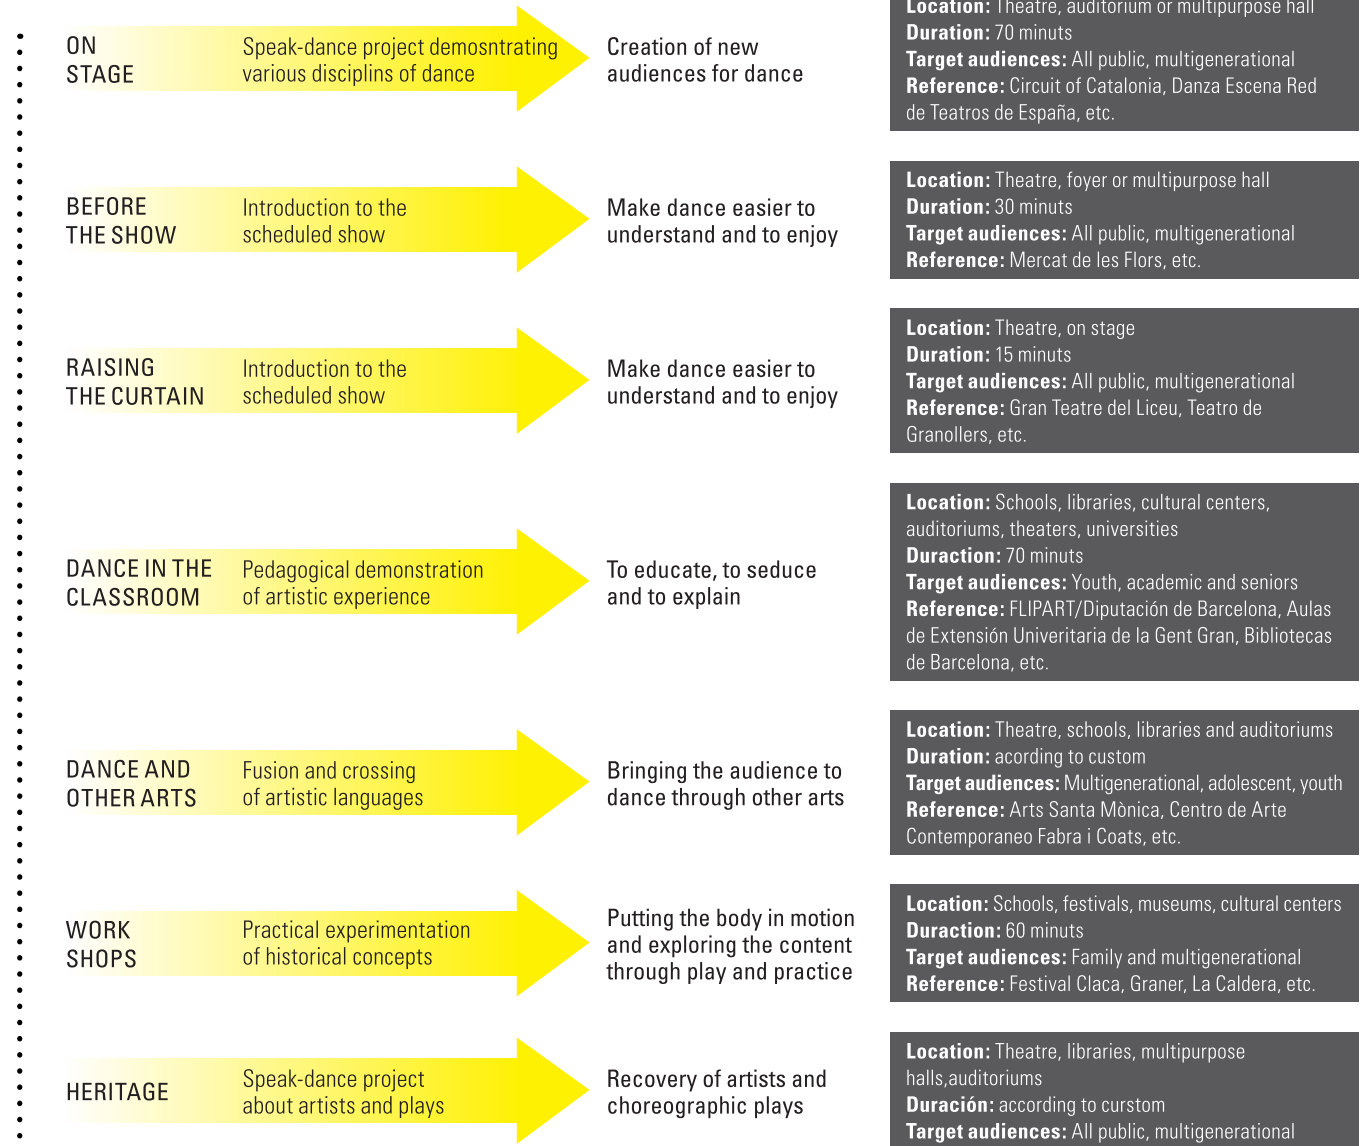 ON
STAGE
Speak-dance project demosntrating
various disciplins of dance
Creation of new
audiences for dance
Location: Theatre, auditorium or multipurpose hall
Duration: 70 minuts
Target audiences: All public, multigenerational
Reference: Circuit of Catalonia, Danza Escena Red
de Teatros de España, etc.
BEFORE
THE SHOW
Introduction to the
scheduled show
Make dance easier to
understand and to enjoy
Location: Theatre, foyer or multipurpose hall
Duration: 30 minuts
Target audiences: All public, multigenerational
Reference: Mercat de les Flors, etc.
RAISING
THE CURTAIN
Introduction to the
scheduled show
Make dance easier to
understand and to enjoy
Location: Theatre, on stage
Duration: 15 minuts
Target audiences: All public, multigenerational
Reference: Gran Teatre del Liceu, Teatro de
Granollers, etc.
DANCE IN THE
CLASSROOM
Pedagogical demonstration
of artistic experience
To educate, to seduce
and to explain
Location: Schools, libraries, cultural centers,
auditoriums, theaters, universities
Duraction: 70 minuts
Target audiences: Youth, academic and seniors
Reference: FLIPART/Diputación de Barcelona, Aulas
de Extensión Univeritaria de la Gent Gran, Bibliotecas
de Barcelona, etc.
DANCE AND
OTHER ARTS
Fusion and crossing
of artistic languages
Bringing the audience to
dance through other arts
Location: Theatre, schools, libraries and auditoriums
Duration: acording to custom
Target audiences: Multigenerational, adolescent, youth
Reference: Arts Santa Mònica, Centro de Arte
Contemporaneo Fabra i Coats, etc.
WORK
SHOPS
Practical experimentation
of historical concepts
Putting the body in motion
and exploring the content
through play and practice
Location: Schools, festivals, museums, cultural centers
Duraction: 60 minuts
Target audiences: Family and multigenerational
Reference: Festival Claca, Graner, La Caldera, etc.
HERITAGE
Speak-dance project
about artists and plays
Recovery of artists and
choreographic plays
Location: Theatre, libraries, multipurpose
halls,auditoriums
Duración: according to curstom
Target audiences: All public, multigenerational